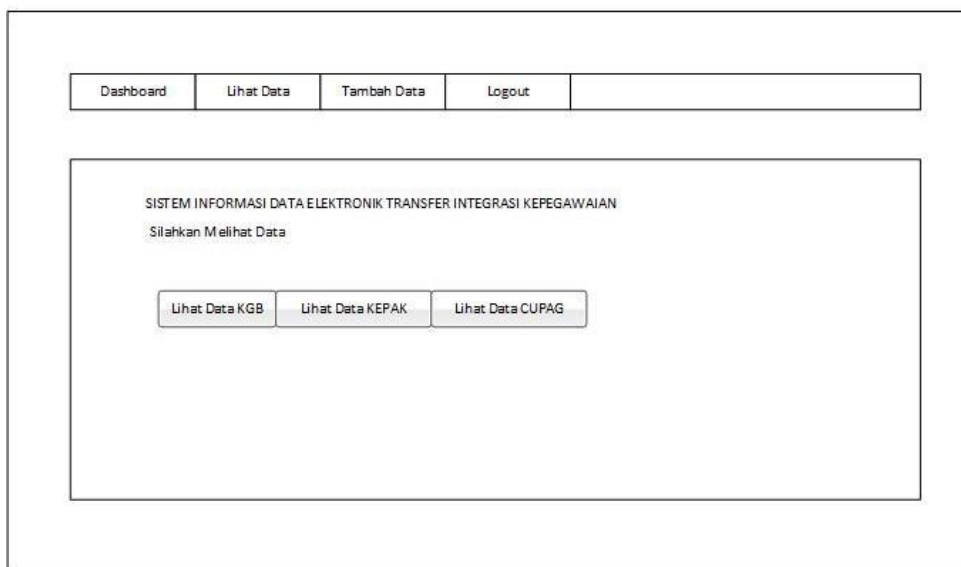 Dashboard Lihat Data Tambah Data Logout
SISTEM INFORMASI DATA ELEKTRONIK TRANSFER INTEGRASI KEPEGAWAIAN
Silahkan Melihat Data
Lihat Data KGB Lihat Data KEPAK Lihat Data CUPAG